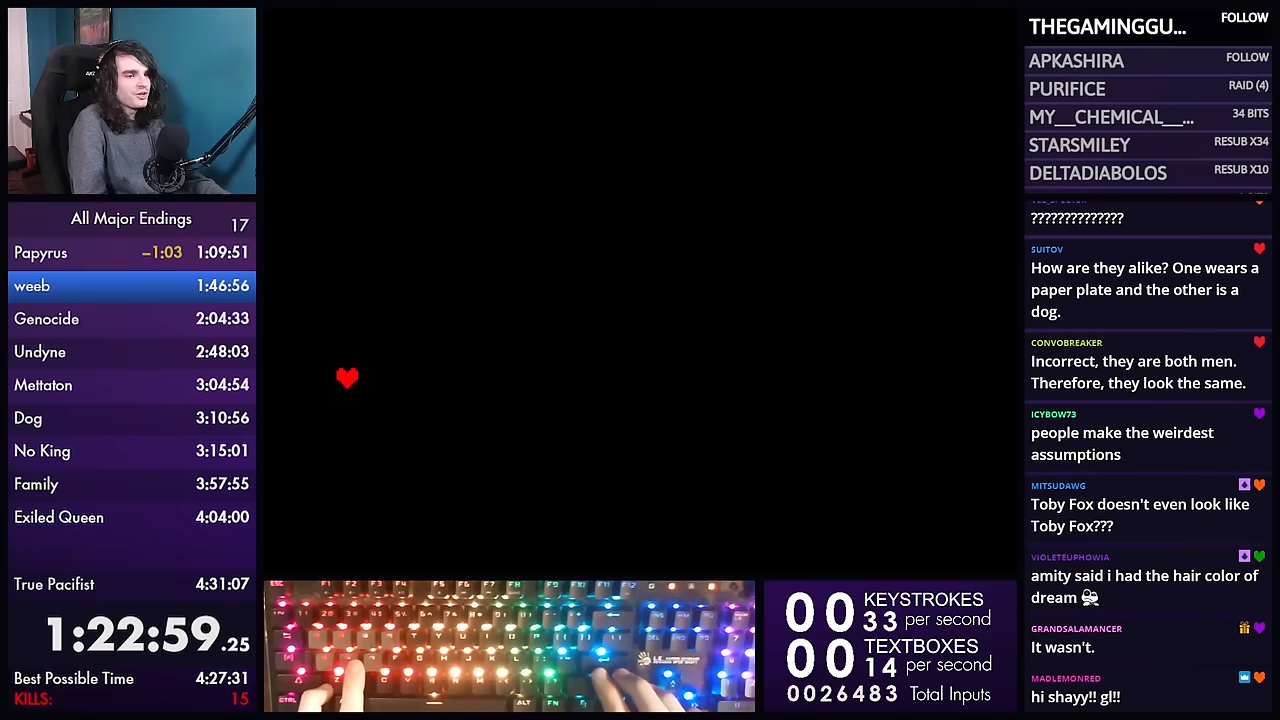 All Major Endings
17
Papyrus −1:03 1:09:51
weeb 1:46:56
Genocide 2:04:33
Undyne 2:48:03
Mettaton 3:04:54
Dog 3:10:56
No King 3:15:01
Family 3:57:55
Exiled Queen 4:04:00
True Pacifist 4:31:07
1:22:59.25
Best Possible Time 4:27:31
KILLS: 15
00 KEYSTROKES
33 per second
00 TEXTBOXES
14 per second
0026483 Total Inputs
THEGAMINGGU... FOLLOW
APKASHIRA FOLLOW
PURIFICE RAID (4)
MY__CHEMICAL__... 34 BITS
STARSMILEY RESUB X34
DELTADIABOLOS RESUB X10
??????????????
SUITOV
How are they alike? One wears a
paper plate and the other is a
dog.
CONVOBREAKER
Incorrect, they are both men.
Therefore, they look the same.
ICYBOW73
people make the weirdest
assumptions
MITSUDAWG
Toby Fox doesn't even look like
Toby Fox???
VIOLETEUPHOWIA
amity said i had the hair color of
dream
GRANDSALAMANCER
It wasn't.
MADLEMONRED
hi shayy!! gl!!